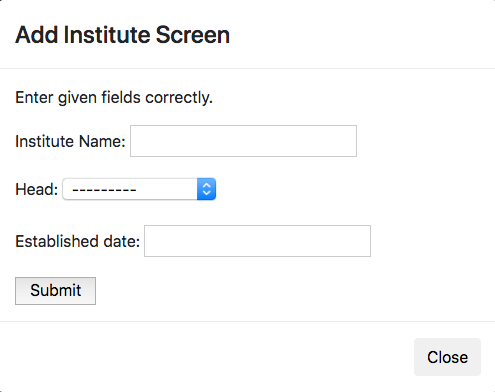 Add Institute Screen
Enter given fields correctly.
Institute Name:
Head: ---------
Established date:
Submit
Close